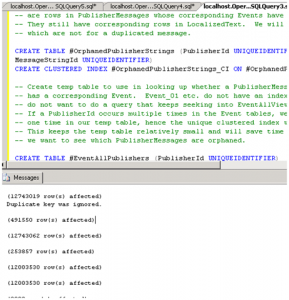 localhost.Oper...SQLQuery5.sql*
localhost.Oper...SQLQuery4.sql*
localhost.Oper...SQLQuery3.s
-- are rows in PublisherMessages whose corresponding Events have
-- They still have corresponding rows in LocalizedText.  We will
-- which are not for a duplicated message.
CREATE TABLE #OrphanedPublisherStrings (PublisherId UNIQUEIDENTIF
MessageStringId UNIQUEIDENTIFIER)
CREATE CLUSTERED INDEX #OrphanedPublisherStrings_CI ON #Orphaned
-- Create temp table to use in looking up whether a PublisherMess
-- has a corresponding Event.  Event_01 etc. do not have an index
-- do not want to do a query that keeps seeking into EventAllView
-- If a PublisherId occurs multiple times in the Event tables, we
-- one time in our temp table, hence the unique clustered index w
-- This keeps the temp table relatively small and will save time
-- we want to see which PublisherMessages are orphaned.
CREATE TABLE #EventAllPublishers (PublisherId UNIQUEIDENTIFIER)
Messages
(12743019 row(s) affected)
Duplicate key was ignored.
(491550 row(s) affected)
(12743062 row(s) affected)
(253857 row(s) affected)
(12003530 row(s) affected)
(12003530 row(s) affected)